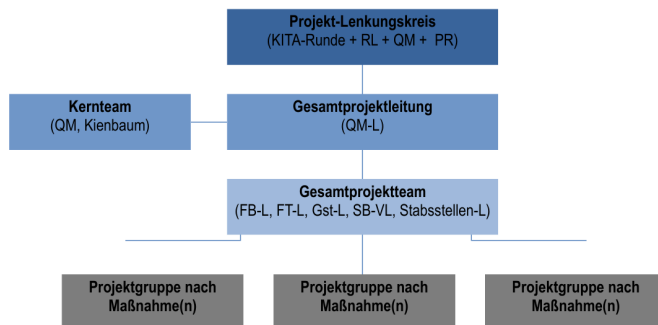 Projekt-Lenkungskreis
(KITA-Runde + RL + QM + PR)
Kernteam
(QM, Kienbaum)
Gesamtprojektleitung
(QM-L)
Gesamtprojektteam
(FB-L, FT-L, Gst-L, SB-VL, Stabsstellen-L)
Projektgruppe nach
Maßnahme(n)
Projektgruppe nach
Maßnahme(n)
Projektgruppe nach
Maßnahme(n)